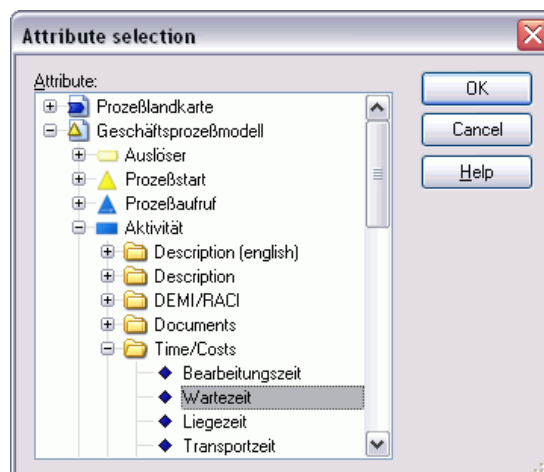 Attribute selection
Attribute:
Prozeßlandkarte
Geschäftsprozeßmodell
Auslöser
Prozeßstart
Prozeßaufruf
Aktivität
Description (english)
Description
DEMI/RACI
Documents
Time/Costs
Bearbeitungszeit
Wartezeit
Liegezeit
Transportzeit
OK
Cancel
Help